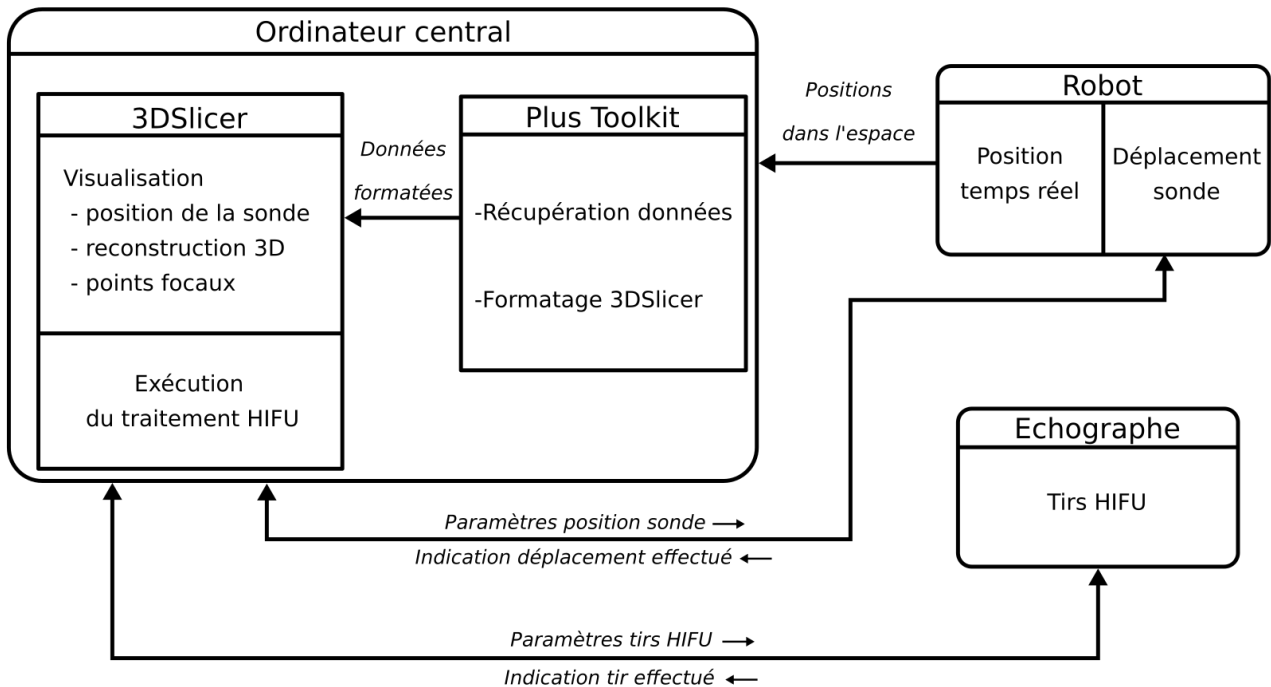 Ordinateur central
3DSlicer
Visualisation
- position de la sonde
- reconstruction 3D
- points focaux
Exécution
du traitement HIFU
Données
formatées
Plus Toolkit
-Récupération données
-Formatage 3DSlicer
Positions
dans l'espace
Robot
Position
temps réel
Déplacement
sonde
Echographe
Tirs HIFU
Paramètres position sonde →
Indication déplacement effectué ←
Paramètres tirs HIFU →
Indication tir effectué ←